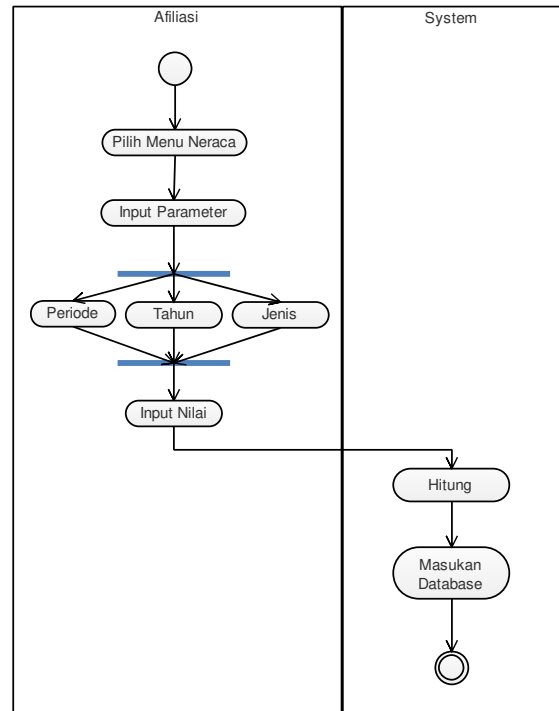 Afiliasi
System
Pilih Menu Neraca
Input Parameter
Periode
Tahun
Jenis
Input Nilai
Hitung
Masukan
Database